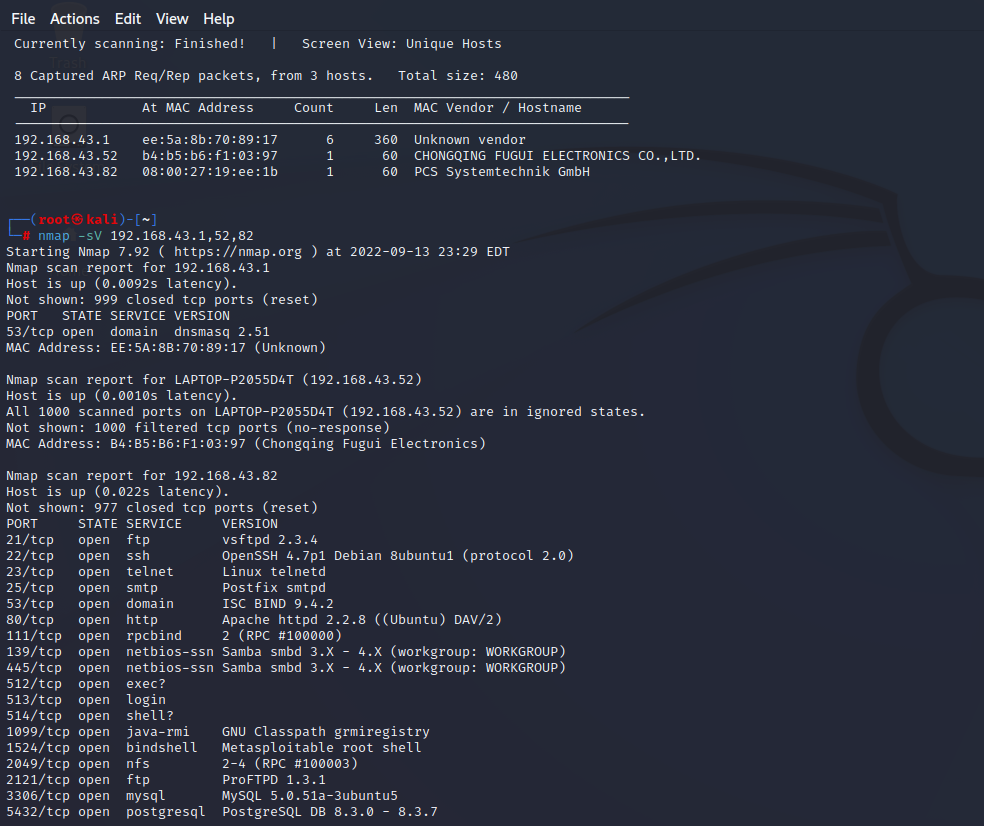 File Actions Edit View Help
Currently scanning: Finished! | Screen View: Unique Hosts
8 Captured ARP Req/Rep packets, from 3 hosts. Total size: 480
IP At MAC Address Count Len MAC Vendor / Hostname
192.168.43.1 ee:5a:8b:70:89:17 6 360 Unknown vendor
192.168.43.52 b4:b5:b6:f1:03:97 1 60 CHONGQING FUGUI ELECTRONICS CO.,LTD.
192.168.43.82 08:00:27:19:ee:1b 1 60 PCS Systemtechnik GmbH
┌──(root㉿kali)-[~]
└─# nmap -sV 192.168.43.1,52,82
Starting Nmap 7.92 ( https://nmap.org ) at 2022-09-13 23:29 EDT
Nmap scan report for 192.168.43.1
Host is up (0.0092s latency).
Not shown: 999 closed tcp ports (reset)
PORT STATE SERVICE VERSION
53/tcp open domain dnsmasq 2.51
MAC Address: EE:5A:8B:70:89:17 (Unknown)
Nmap scan report for LAPTOP-P2055D4T (192.168.43.52)
Host is up (0.0010s latency).
All 1000 scanned ports on LAPTOP-P2055D4T (192.168.43.52) are in ignored states.
Not shown: 1000 filtered tcp ports (no-response)
MAC Address: B4:B5:B6:F1:03:97 (Chongqing Fugui Electronics)
Nmap scan report for 192.168.43.82
Host is up (0.022s latency).
Not shown: 977 closed tcp ports (reset)
PORT STATE SERVICE VERSION
21/tcp open ftp vsftpd 2.3.4
22/tcp open ssh OpenSSH 4.7p1 Debian 8ubuntu1 (protocol 2.0)
23/tcp open telnet Linux telnetd
25/tcp open smtp Postfix smtpd
53/tcp open domain ISC BIND 9.4.2
80/tcp open http Apache httpd 2.2.8 ((Ubuntu) DAV/2)
111/tcp open rpcbind 2 (RPC #100000)
139/tcp open netbios-ssn Samba smbd 3.X - 4.X (workgroup: WORKGROUP)
445/tcp open netbios-ssn Samba smbd 3.X - 4.X (workgroup: WORKGROUP)
512/tcp open exec?
513/tcp open login
514/tcp open shell?
1099/tcp open java-rmi GNU Classpath grmiregistry
1524/tcp open bindshell Metasploitable root shell
2049/tcp open nfs 2-4 (RPC #100003)
2121/tcp open ftp ProFTPD 1.3.1
3306/tcp open mysql MySQL 5.0.51a-3ubuntu5
5432/tcp open postgresql PostgreSQL DB 8.3.0 - 8.3.7